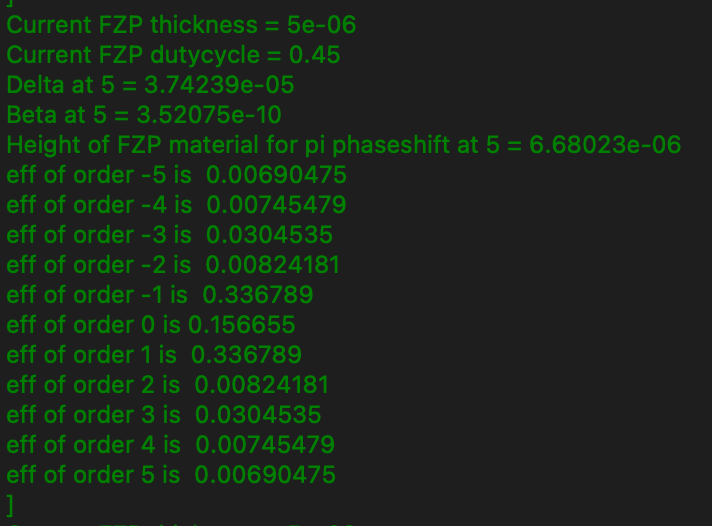 ]
Current FZP thickness = 5e-06
Current FZP dutycycle = 0.45
Delta at 5 = 3.74239e-05
Beta at 5 = 3.52075e-10
Height of FZP material for pi phaseshift at 5 = 6.68023e-06
eff of order -5 is  0.00690475
eff of order -4 is  0.00745479
eff of order -3 is  0.0304535
eff of order -2 is  0.00824181
eff of order -1 is  0.336789
eff of order 0 is 0.156655
eff of order 1 is  0.336789
eff of order 2 is  0.00824181
eff of order 3 is  0.0304535
eff of order 4 is  0.00745479
eff of order 5 is  0.00690475
]